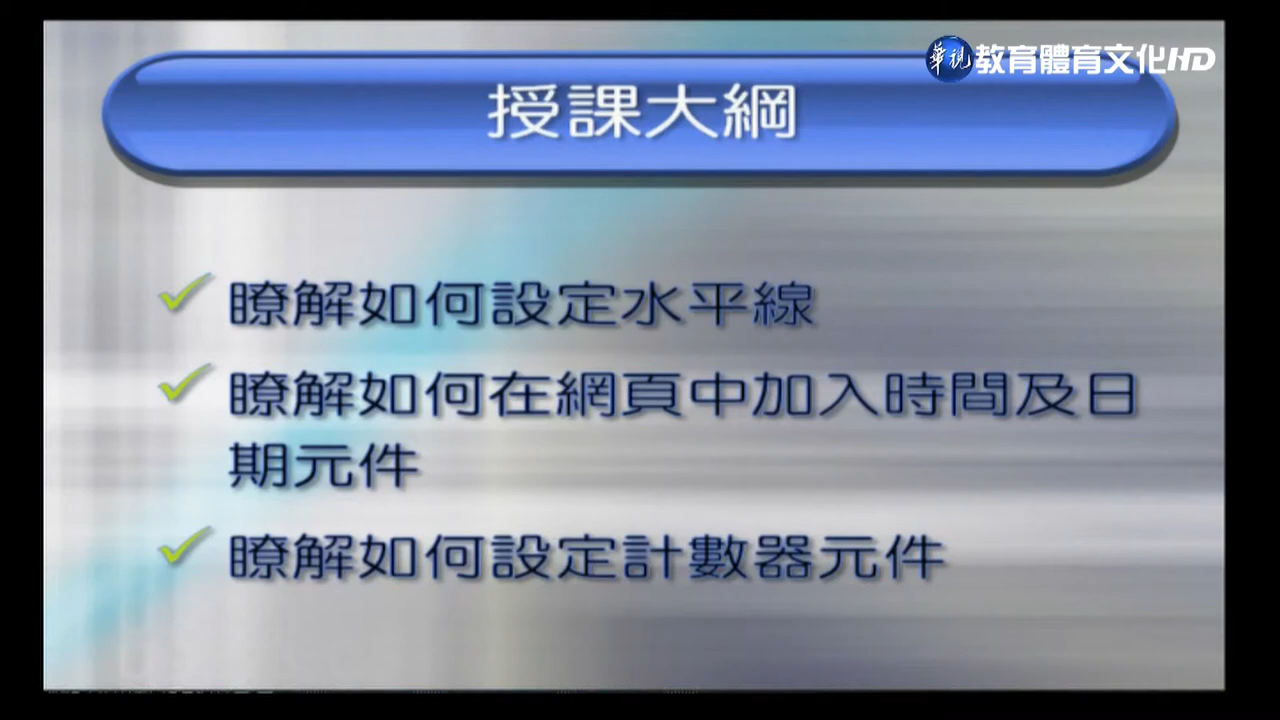 華視 教育體育文化HD
授課大綱
瞭解如何設定水平線
瞭解如何在網頁中加入時間及日
期元件
瞭解如何設定計數器元件